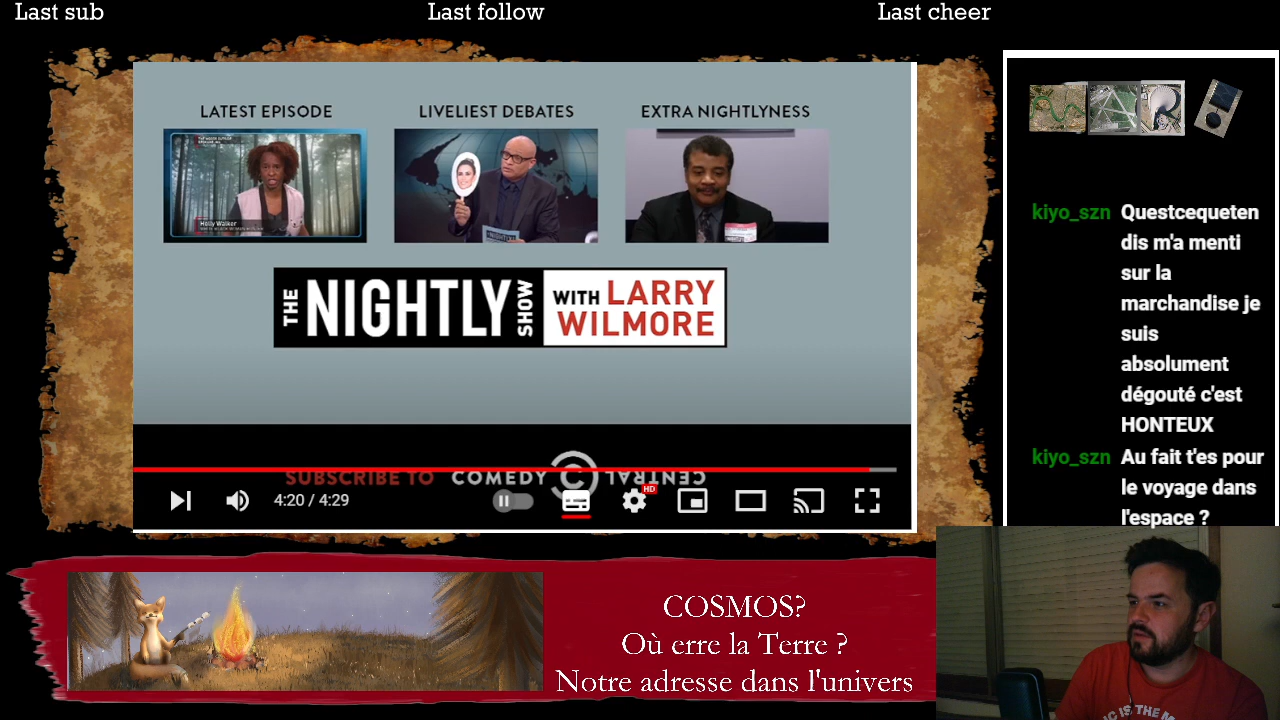 Last sub
Last follow
Last cheer
LATEST EPISODE
LIVELIEST DEBATES
EXTRA NIGHTLYNESS
Holly Walker
THE NIGHTLY SHOW WITH LARRY
WILMORE
SUBSCRIBE TO COMEDY CENTRAL
4:20 / 4:29
HD
kiyo_szn Questcequeten
dis m'a menti
sur la
marchandise je
suis
absolument
dégouté c'est
HONTEUX
kiyo_szn Au fait t'es pour
le voyage dans
l'espace ?
COSMOS?
Où erre la Terre ?
Notre adresse dans l'univers
IC IS THE M